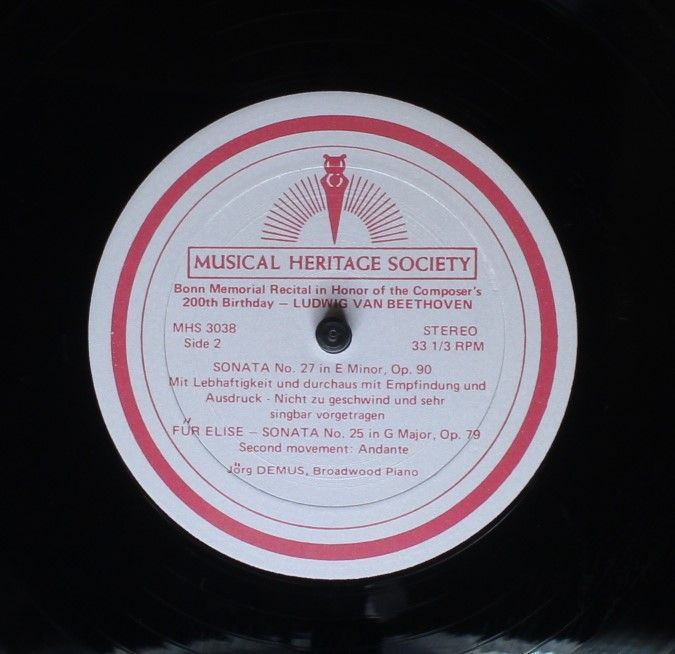 MUSICAL HERITAGE SOCIETY
Bonn Memorial Recital in Honor of the Composer's
200th Birthday — LUDWIG VAN BEETHOVEN
MHS 3038 STEREO
Side 2 33 1/3 RPM
SONATA No. 27 in E Minor, Op. 90
Mit Lebhaftigkeit und durchaus mit Empfindung und
Ausdruck - Nicht zu geschwind und sehr
singbar vorgetragen
FÜR ELISE — SONATA No. 25 in G Major, Op. 79
Second movement: Andante
Jörg DEMUS, Broadwood Piano